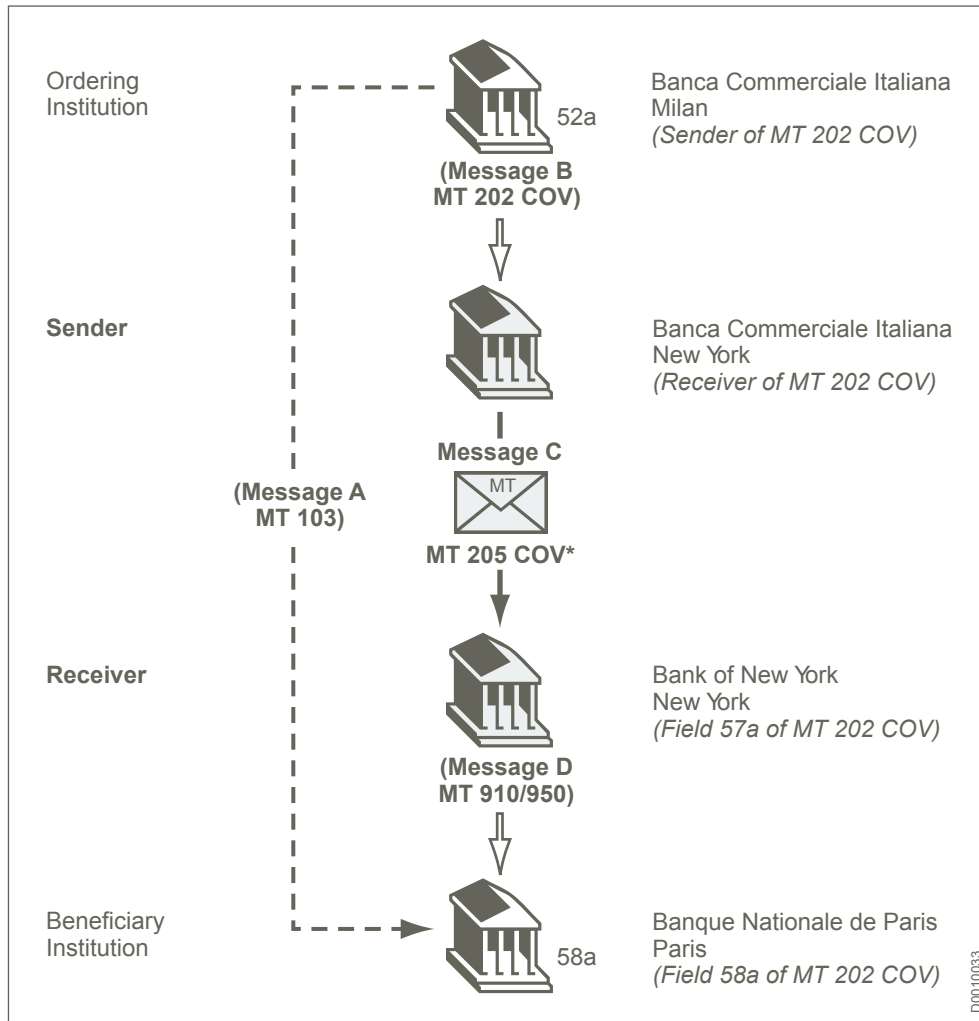 Ordering
Institution
52a
Banca Commerciale Italiana
Milan
(Sender of MT 202 COV)
(Message B
MT 202 COV)
Sender
Banca Commerciale Italiana
New York
(Receiver of MT 202 COV)
Message C
MT
(Message A
MT 103)
MT 205 COV*
Receiver
Bank of New York
New York
(Field 57a of MT 202 COV)
(Message D
MT 910/950)
Beneficiary
Institution
58a
Banque Nationale de Paris
Paris
(Field 58a of MT 202 COV)
D0010033